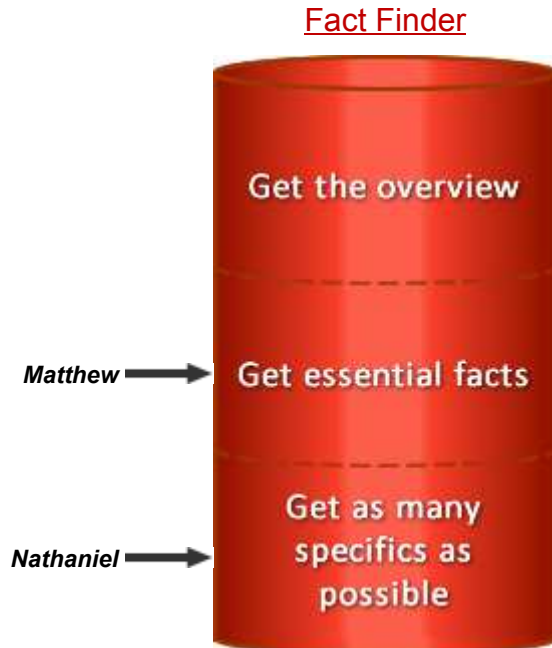 Fact Finder
Get the overview
Matthew
Get essential facts
Get as many
specifics as
possible
Nathaniel